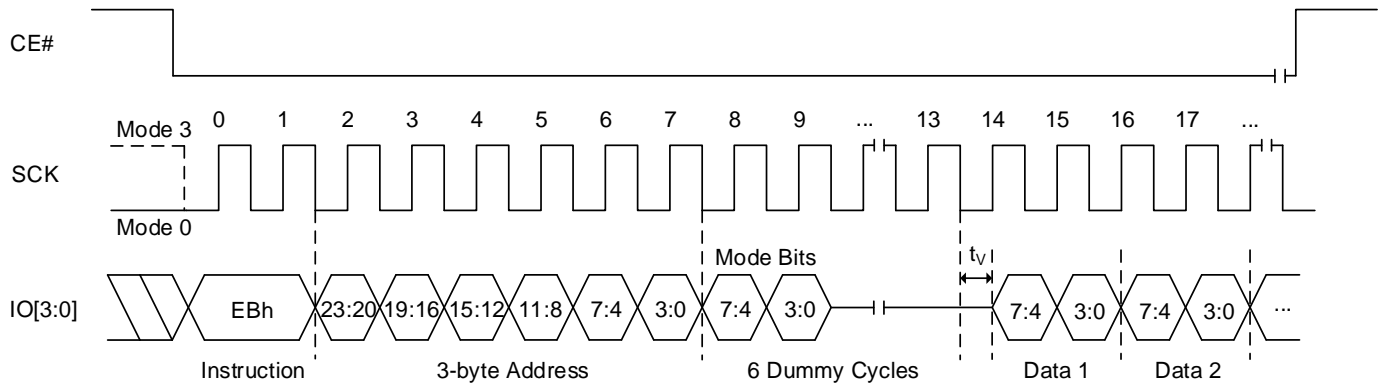 CE#
Mode 3 0 1 2 3 4 5 6 7 8 9 ... 13 14 15 16 17 ...
SCK
Mode 0
Mode Bits tV
IO[3:0] EBh 23:20 19:16 15:12 11:8 7:4 3:0 7:4 3:0 7:4 3:0 7:4 3:0 ...
Instruction 3-byte Address 6 Dummy Cycles Data 1 Data 2